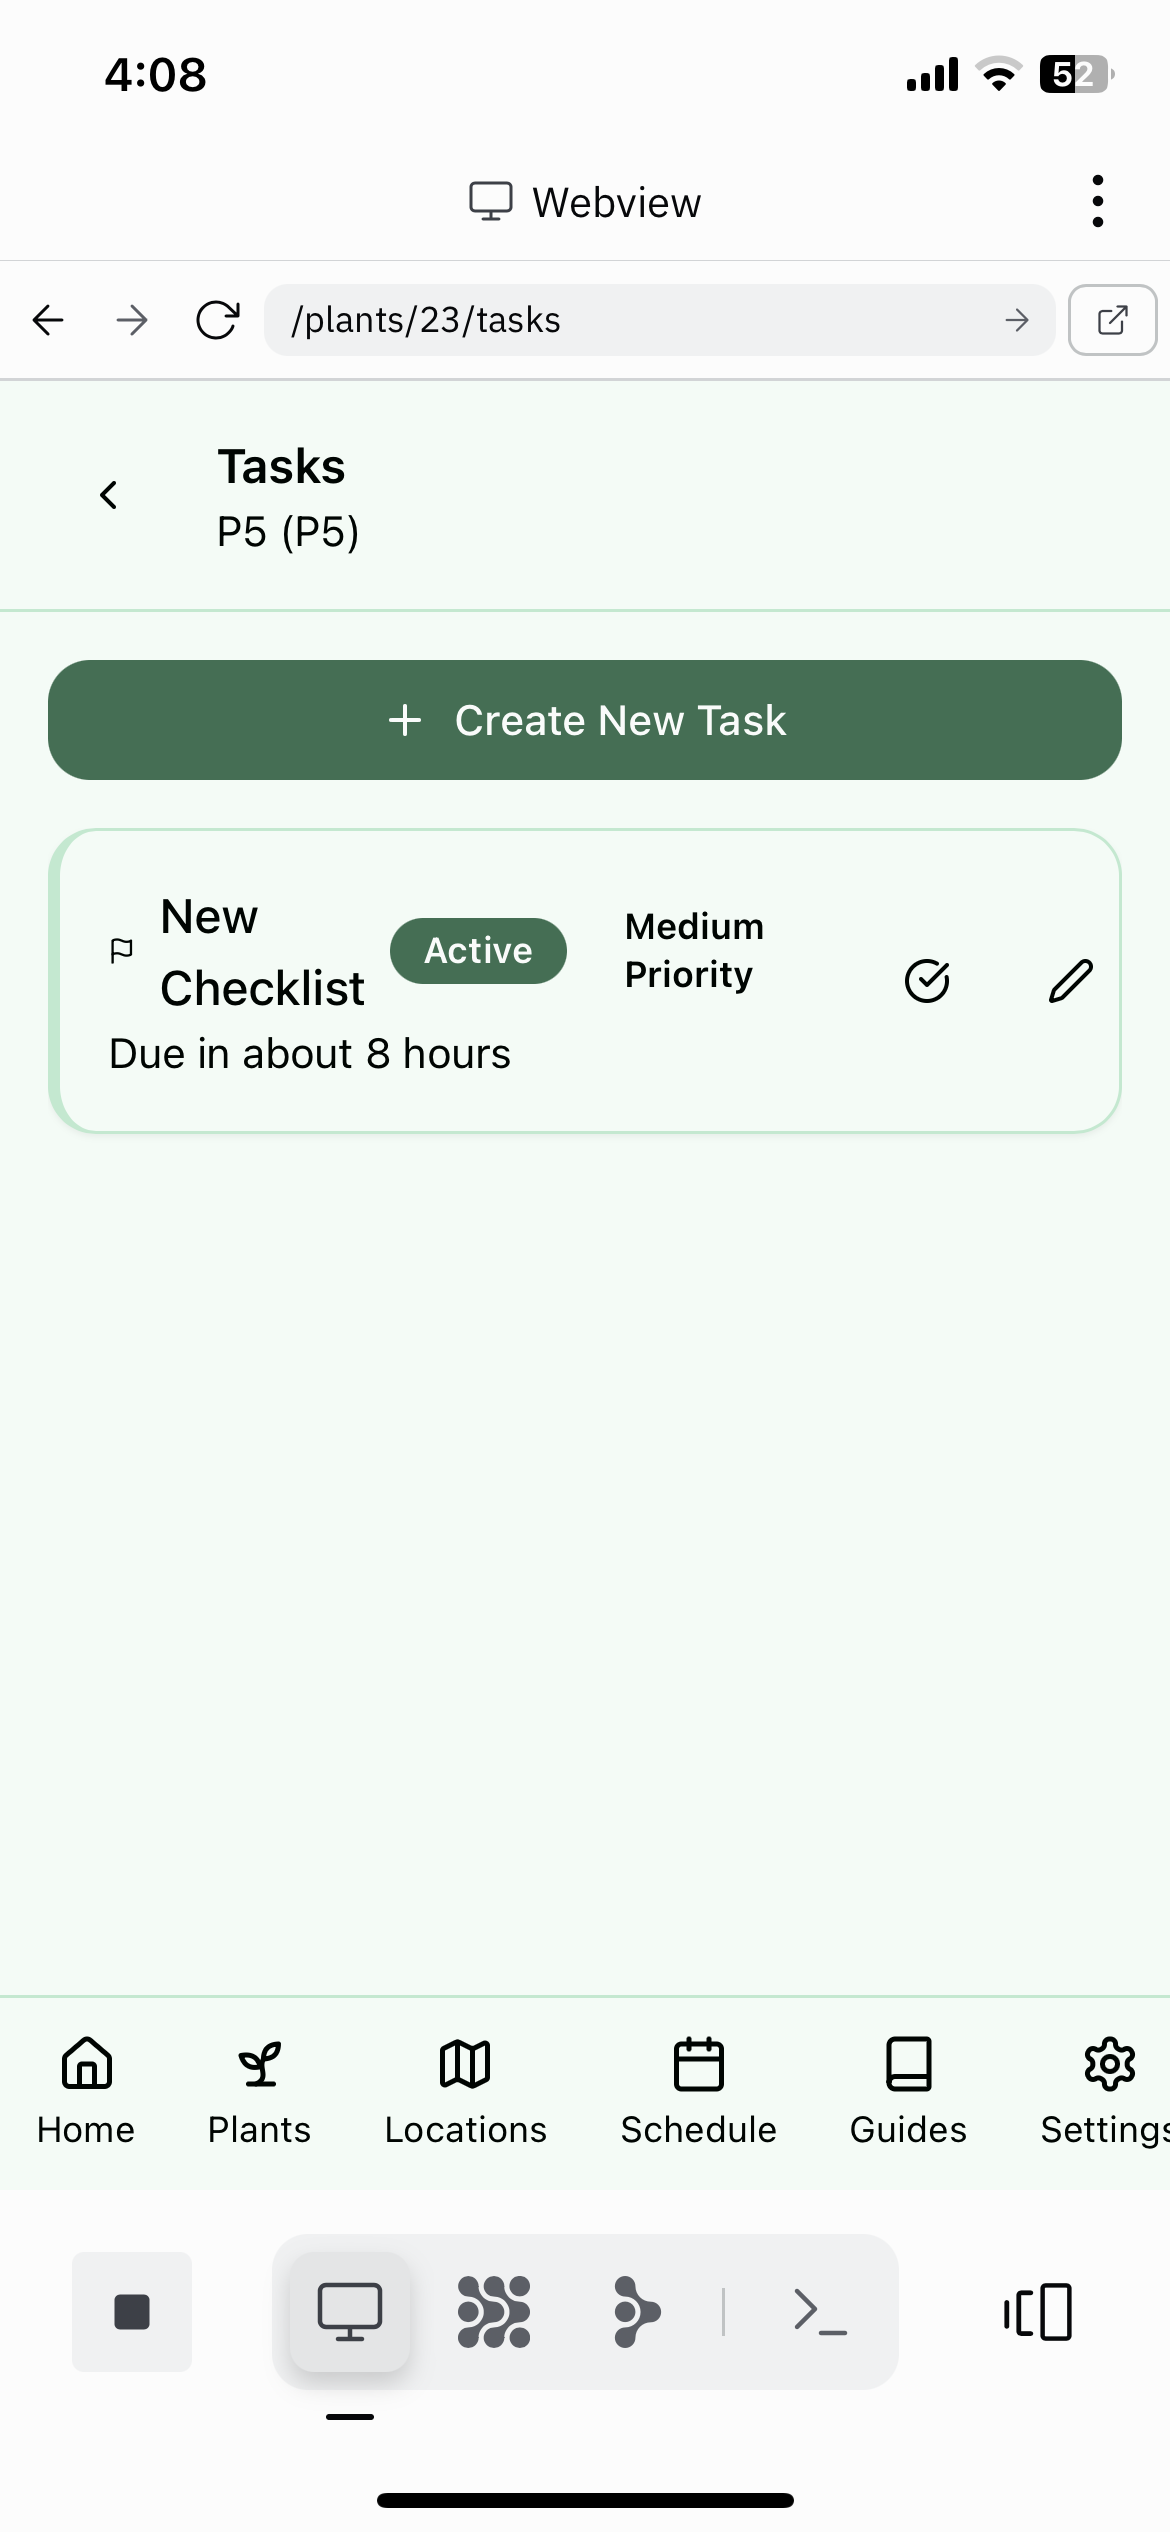 4:08
52
Webview
/plants/23/tasks
Tasks
P5 (P5)
Create New Task
New
Checklist
Active
Medium
Priority
Due in about 8 hours
Home
Plants
Locations
Schedule
Guides
Settings